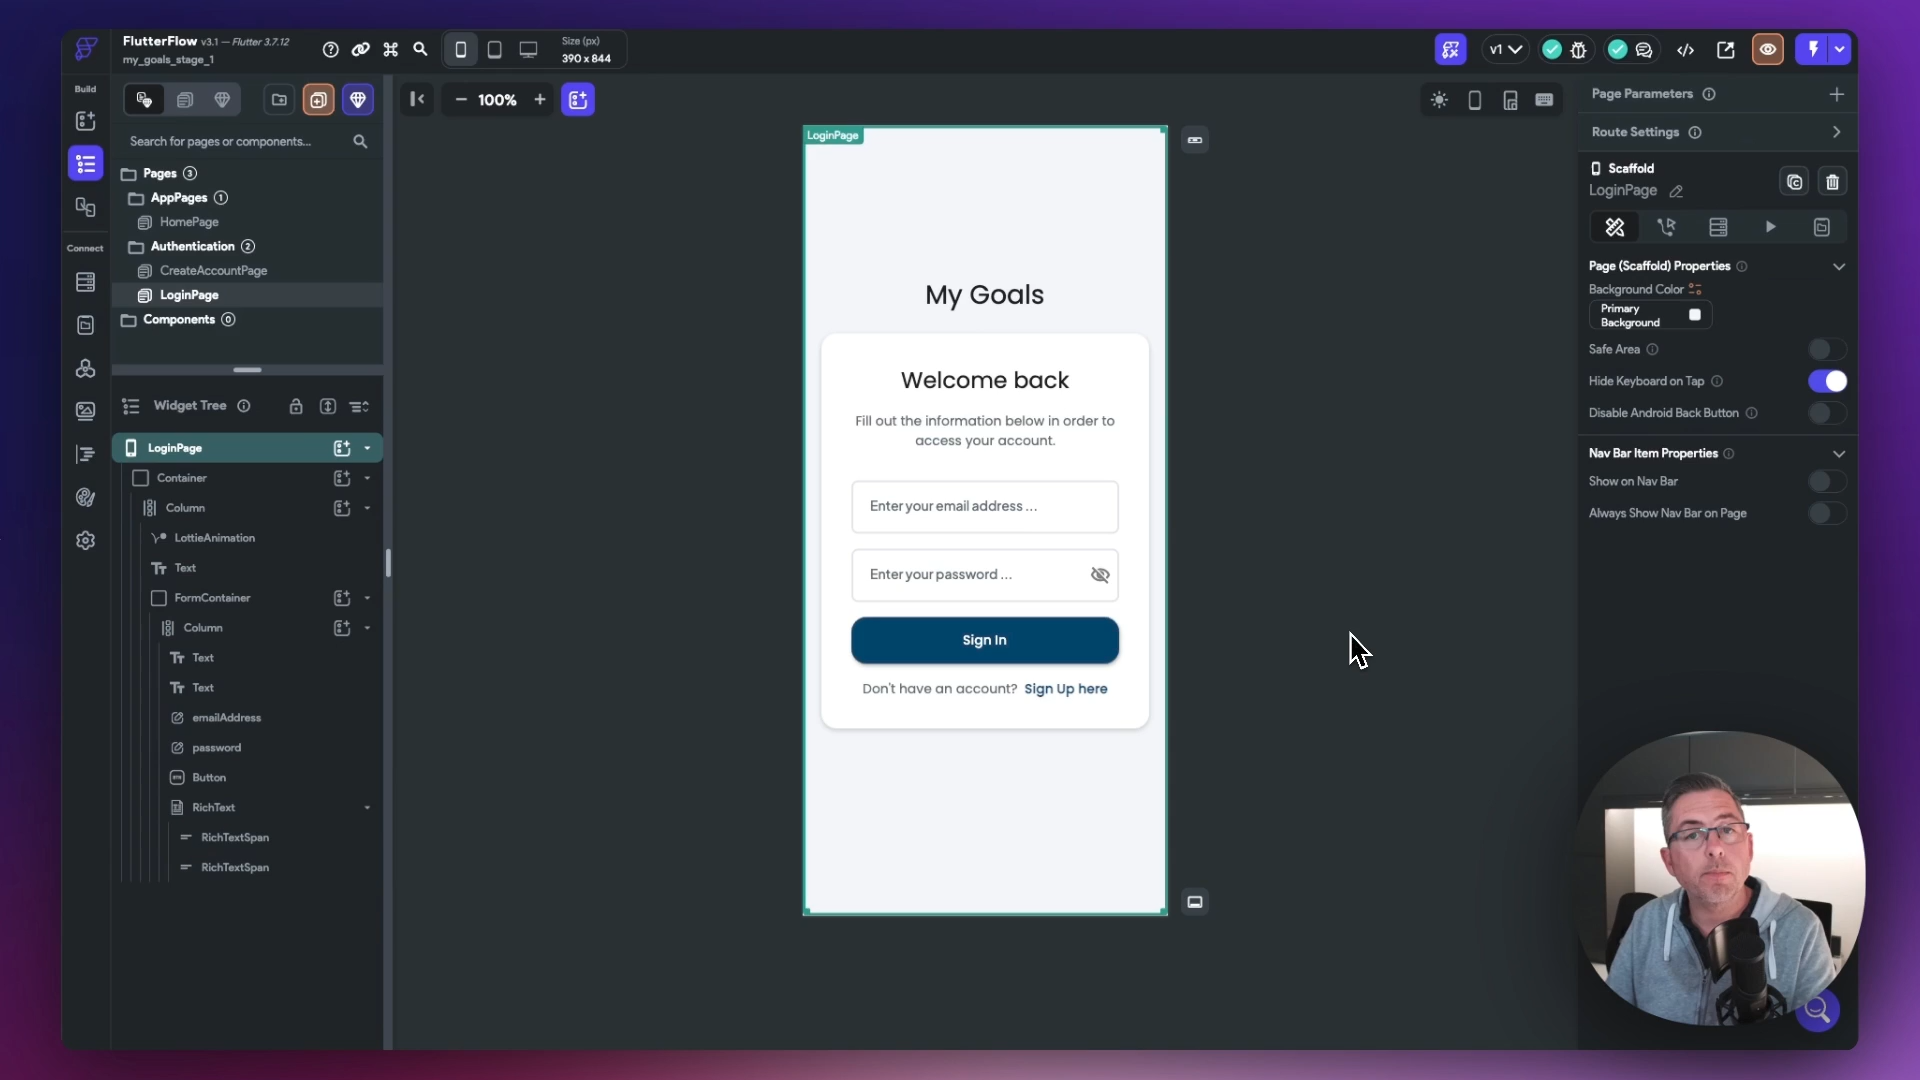 FlutterFlow v3.1 — Flutter 3.7.12
my_goals_stage_1
Size (px)
390 x 844
v1
Build
Connect
Search for pages or components...
Pages 3
AppPages 1
HomePage
Authentication 2
CreateAccountPage
LoginPage
Components 0
Widget Tree
LoginPage
Container
Column
LottieAnimation
Text
FormContainer
Column
Text
Text
emailAddress
password
Button
RichText
RichTextSpan
RichTextSpan
100%
LoginPage
My Goals
Welcome back
Fill out the information below in order to
access your account.
Enter your email address ...
Enter your password ...
Sign In
Don't have an account? Sign Up here
Page Parameters
Route Settings
Scaffold
LoginPage
Page (Scaffold) Properties
Background Color
Primary
Background
Safe Area
Hide Keyboard on Tap
Disable Android Back Button
Nav Bar Item Properties
Show on Nav Bar
Always Show Nav Bar on Page